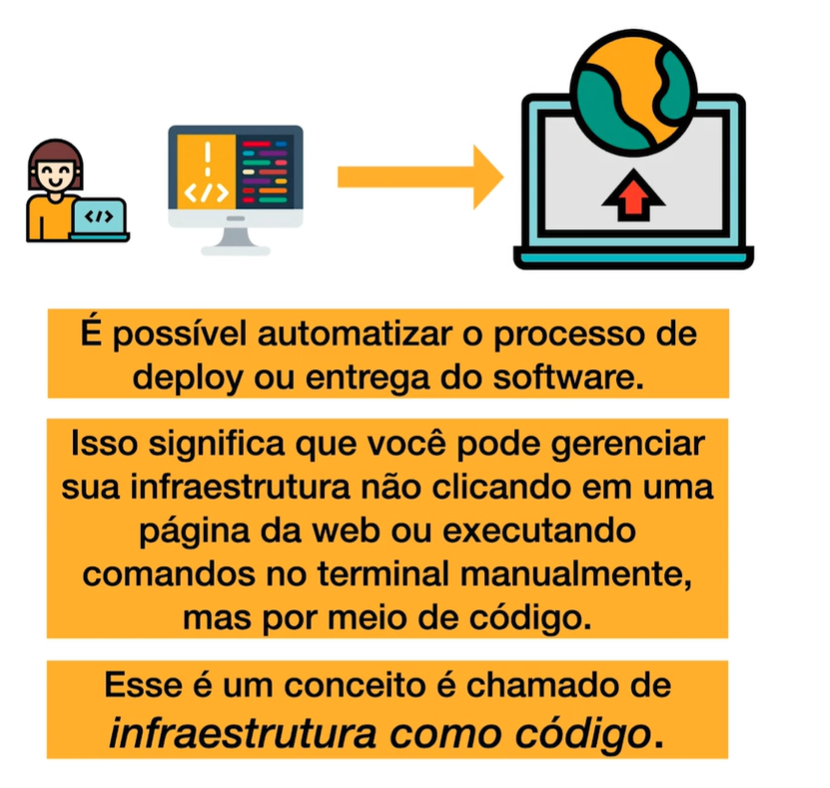 </>
</>
É possível automatizar o processo de
deploy ou entrega do software.
Isso significa que você pode gerenciar
sua infraestrutura não clicando em uma
página da web ou executando
comandos no terminal manualmente,
mas por meio de código.
Esse é um conceito é chamado de
infraestrutura como código.